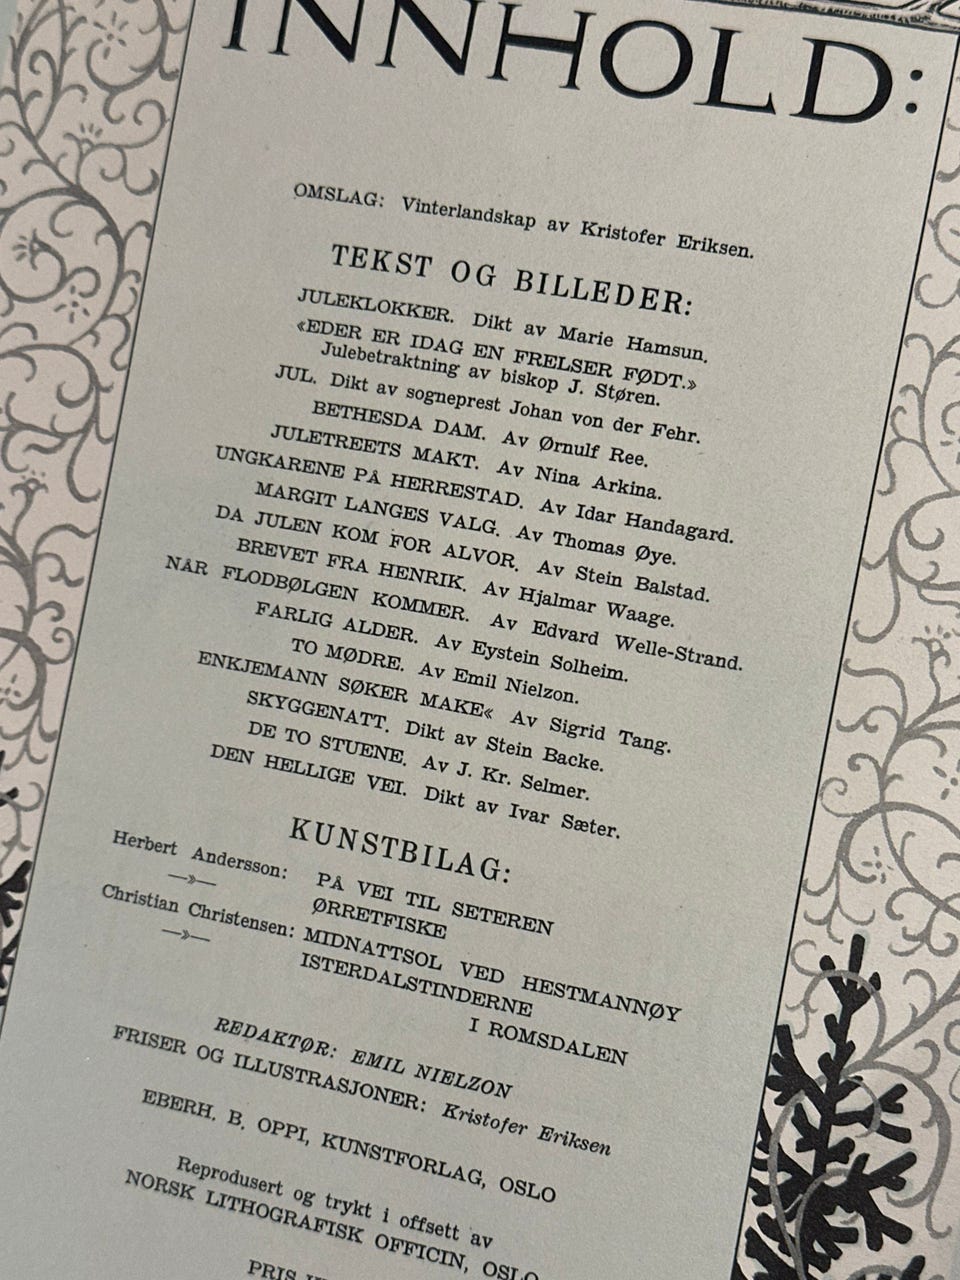 INNHOLD:
OMSLAG: Vinterlandskap av Kristofer Eriksen.
TEKST OG BILLEDER:
JULEKLOKKER. Dikt av Marie Hamsun.
«EDER ER IDAG EN FRELSER FØDT.»
Julebetraktning av biskop J. Støren.
JUL. Dikt av sogneprest Johan von der Fehr.
BETHESDA DAM. Av Ørnulf Ree.
JULETREETS MAKT. Av Nina Arkina.
UNGKARENE PÅ HERRESTAD. Av Idar Handagard.
MARGIT LANGES VALG. Av Thomas Øye.
DA JULEN KOM FOR ALVOR. Av Stein Balstad.
BREVET FRA HENRIK. Av Hjalmar Waage.
NÅR FLODBØLGEN KOMMER. Av Edvard Welle-Strand.
FARLIG ALDER. Av Eystein Solheim.
TO MØDRE. Av Emil Nielzon.
ENKJEMANN SØKER MAKE« Av Sigrid Tang.
SKYGGENATT. Dikt av Stein Backe.
DE TO STUENE. Av J. Kr. Selmer.
DEN HELLIGE VEI. Dikt av Ivar Sæter.
KUNSTBILAG:
Herbert Andersson: PÅ VEI TIL SETEREN
—»— ØRRETFISKE
Christian Christensen: MIDNATTSOL VED HESTMANNØY
—»— ISTERDALSTINDERNE
I ROMSDALEN
REDAKTØR: EMIL NIELZON
FRISER OG ILLUSTRASJONER: Kristofer Eriksen
EBERH. B. OPPI, KUNSTFORLAG, OSLO
Reprodusert og trykt i offsett av
NORSK LITHOGRAFISK OFFICIN, OSLO
PRIS